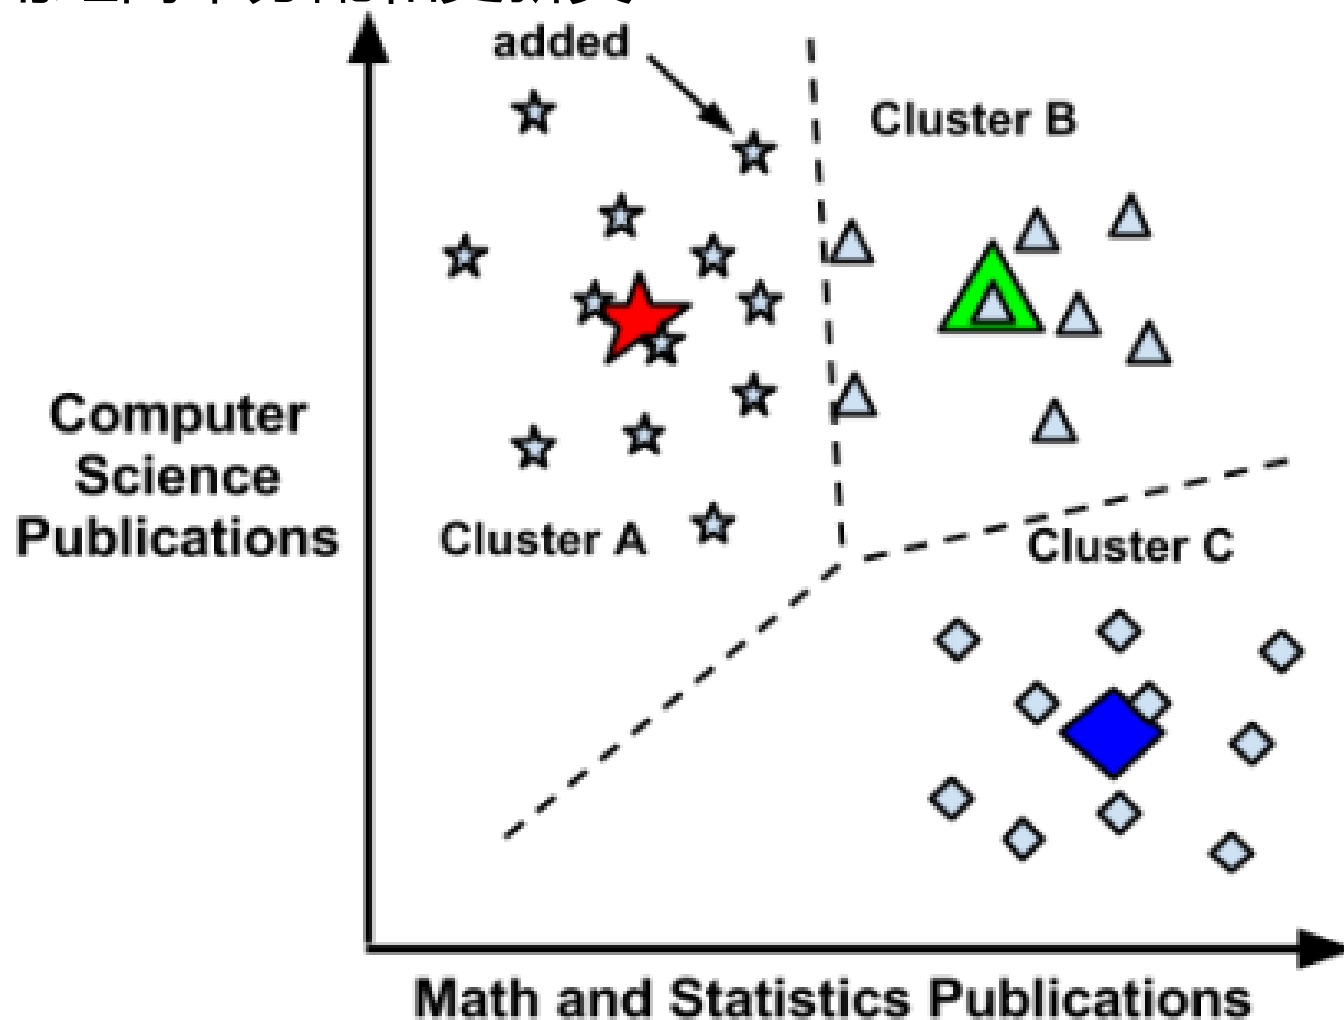 added
Cluster B
Computer
Science
Publications
Cluster A
Cluster C
Math and Statistics Publications